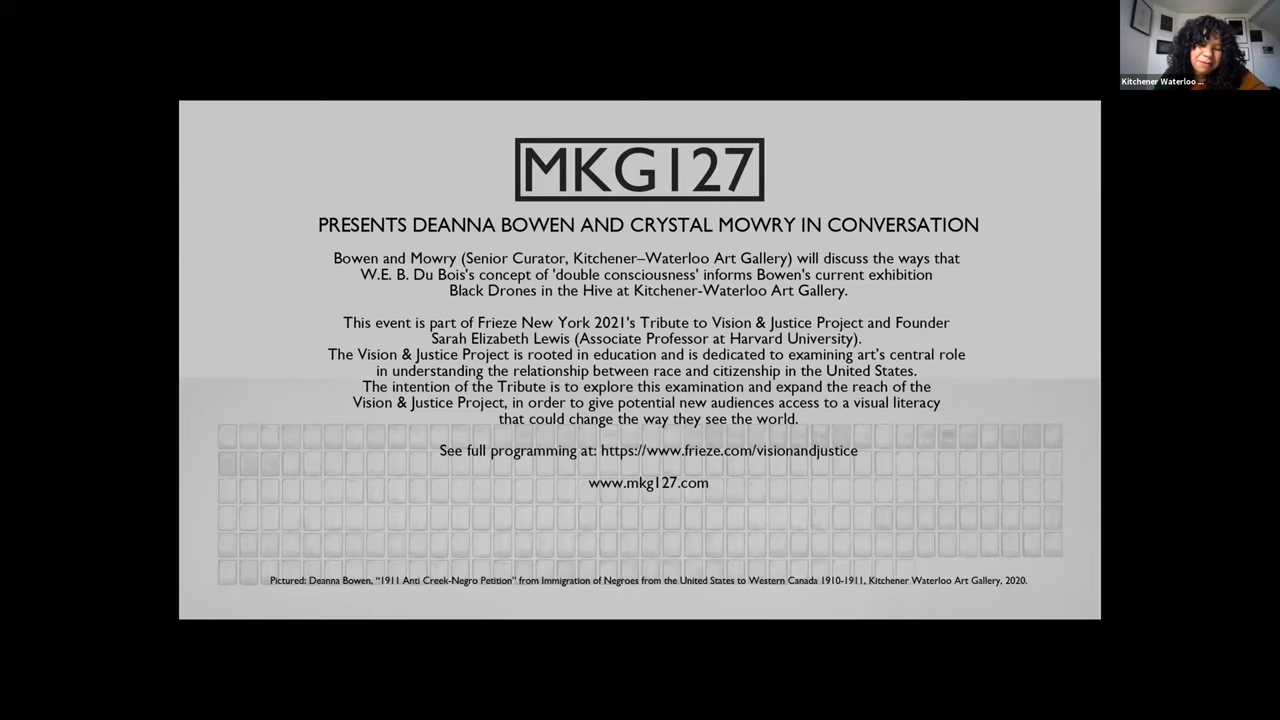 MKG127
PRESENTS DEANNA BOWEN AND CRYSTAL MOWRY IN CONVERSATION
Bowen and Mowry (Senior Curator, Kitchener–Waterloo Art Gallery) will discuss the ways that
W.E. B. Du Bois's concept of 'double consciousness' informs Bowen's current exhibition
Black Drones in the Hive at Kitchener-Waterloo Art Gallery.
This event is part of Frieze New York 2021's Tribute to Vision & Justice Project and Founder
Sarah Elizabeth Lewis (Associate Professor at Harvard University).
The Vision & Justice Project is rooted in education and is dedicated to examining art's central role
in understanding the relationship between race and citizenship in the United States.
The intention of the Tribute is to explore this examination and expand the reach of the
Vision & Justice Project, in order to give potential new audiences access to a visual literacy
that could change the way they see the world.
See full programming at: https://www.frieze.com/visionandjustice
www.mkg127.com
Pictured: Deanna Bowen, “1911 Anti Creek-Negro Petition” from Immigration of Negroes from the United States to Western Canada 1910-1911, Kitchener Waterloo Art Gallery, 2020.
Kitchener Waterloo ...